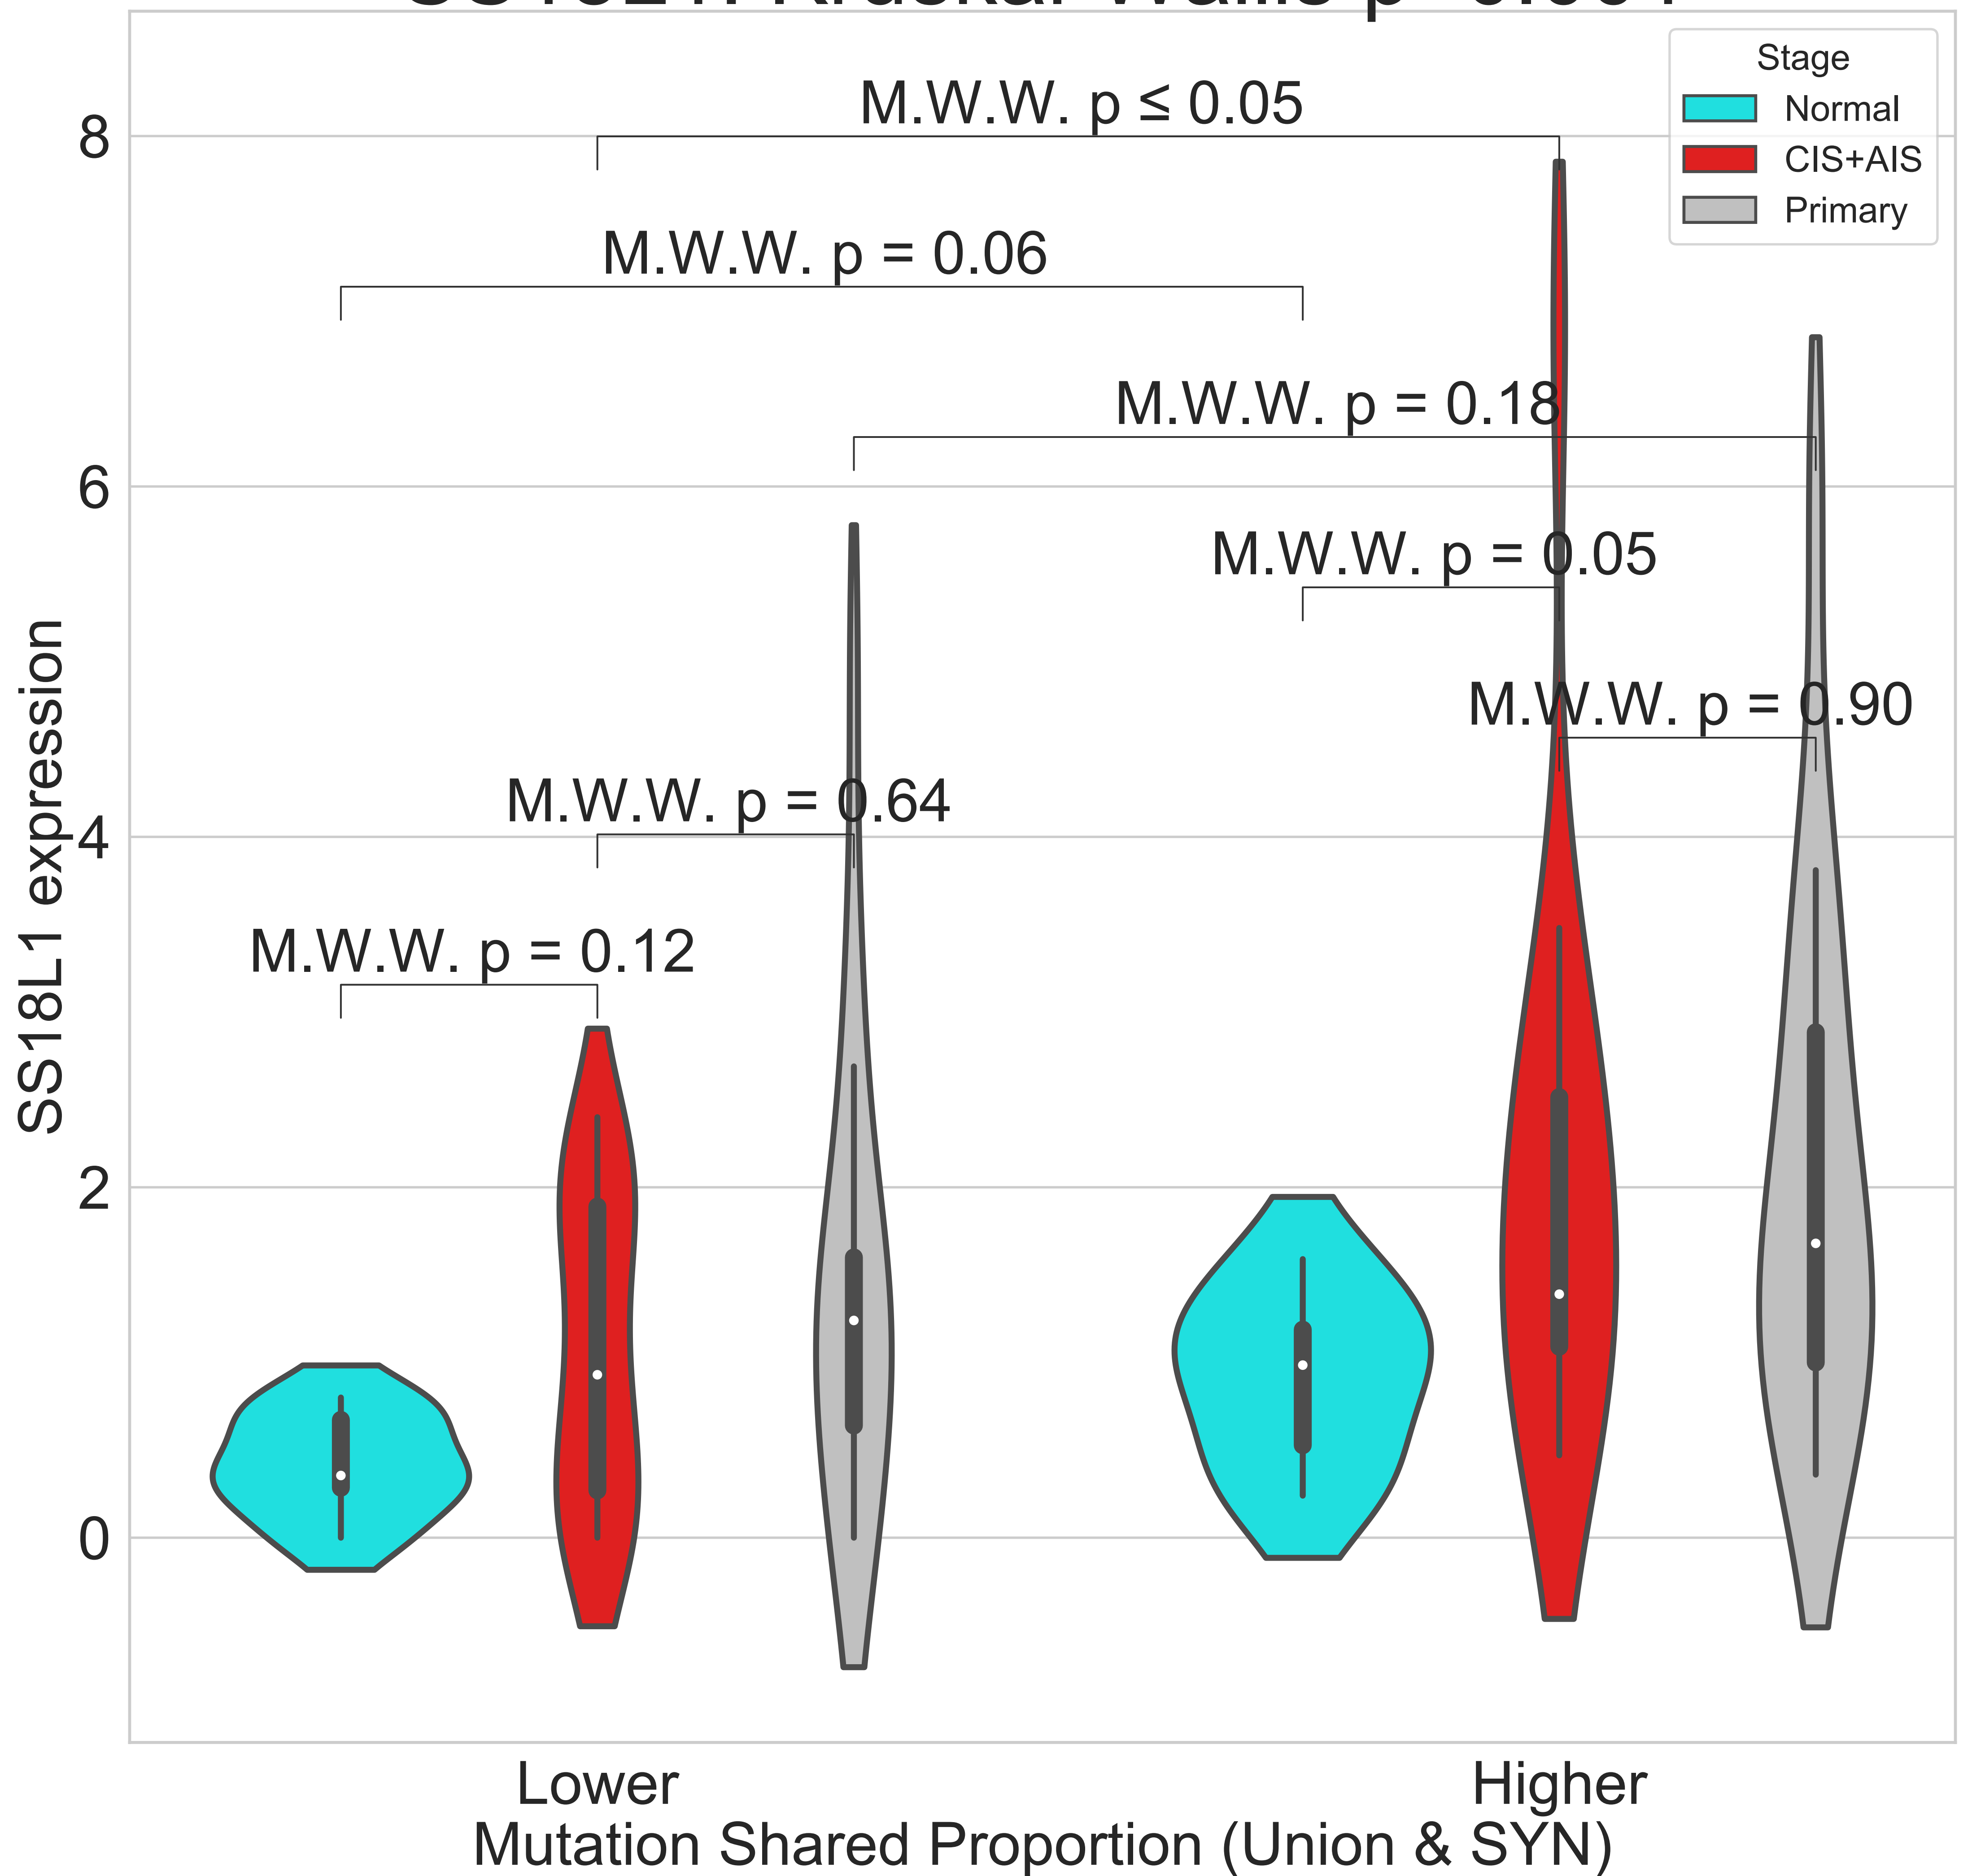 Stage
Normal
CIS+AIS
Primary
M.W.W. p ≤ 0.05
M.W.W. p = 0.06
M.W.W. p = 0.18
M.W.W. p = 0.05
M.W.W. p = 0.90
M.W.W. p = 0.64
M.W.W. p = 0.12
8
6
4
2
0
SS18L1 expression
Lower
Higher
Mutation Shared Proportion (Union & SYN)